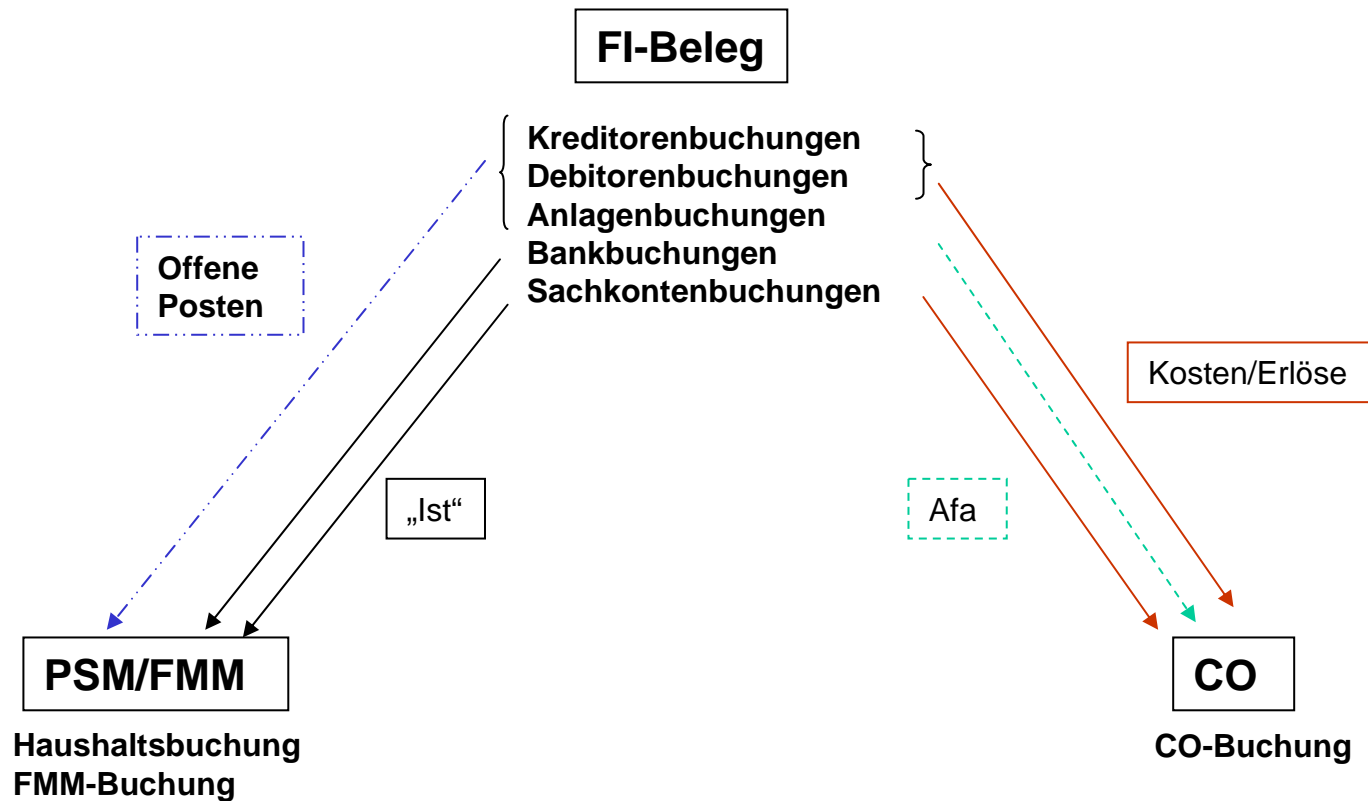 FI-Beleg
Kreditorenbuchungen
Debitorenbuchungen
Anlagenbuchungen
Bankbuchungen
Sachkontenbuchungen
Offene
Posten
Kosten/Erlöse
„Ist“
Afa
PSM/FMM
CO
Haushaltsbuchung
FMM-Buchung
CO-Buchung